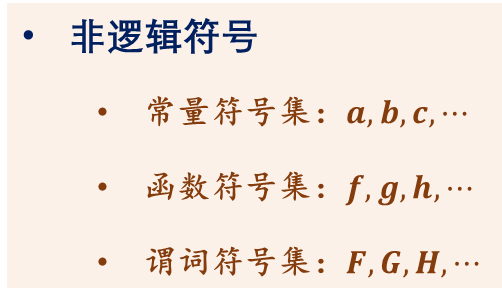 • 非逻辑符号
• 常量符号集：a, b, c, ⋯
• 函数符号集：f, g, h, ⋯
• 谓词符号集：F, G, H, ⋯